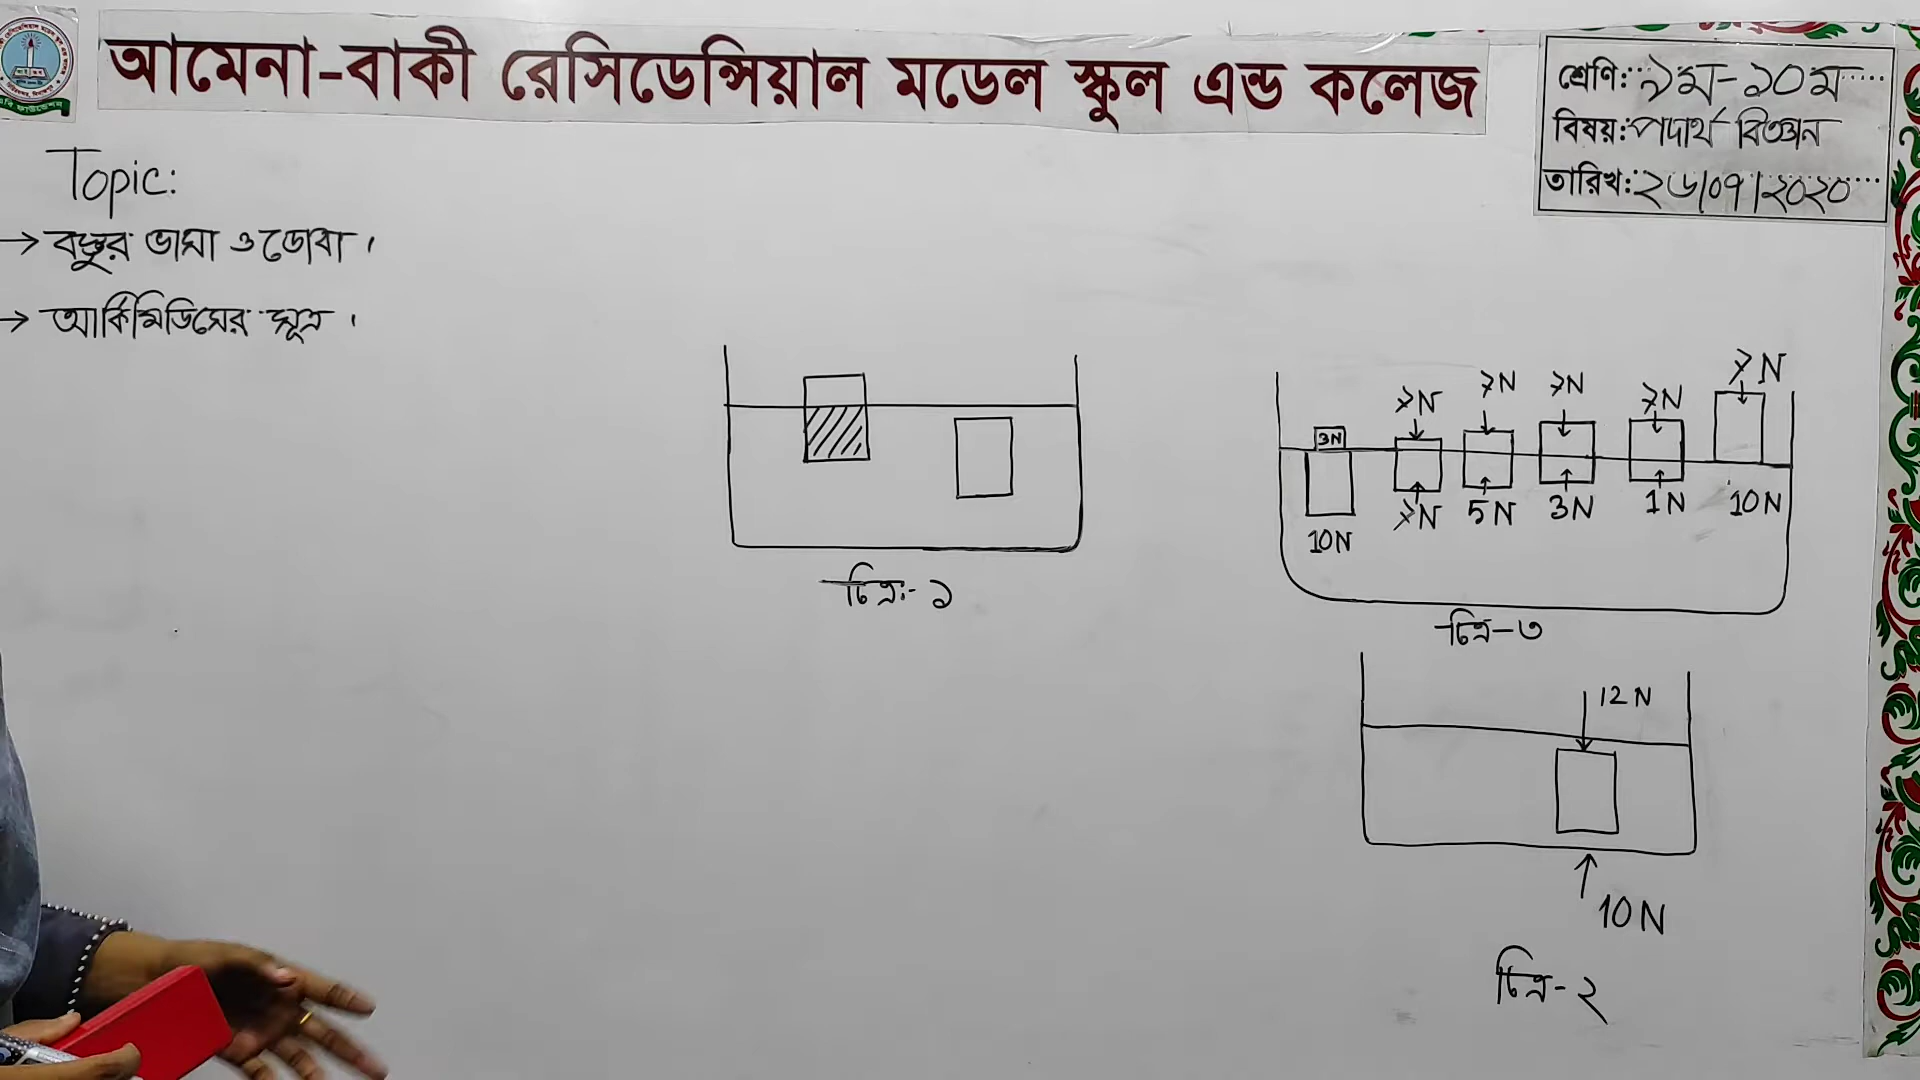 আমেনা-বাকী রেসিডেন্সিয়াল মডেল স্কুল এন্ড কলেজ
শ্রেণি: ৯ম-১০ম
বিষয়: পদার্থ বিজ্ঞান
তারিখ: ২৬/০৭/২০২০
Topic:
→ বস্তুর ভাসা ও ডোবা।
→ আর্কিমিডিসের সূত্র।
চিত্র:- ১
7N 7N 7N 7N 7N
3N
10N 7N 5N 3N 1N 10N
চিত্র-৩
12N
10N
চিত্র-২